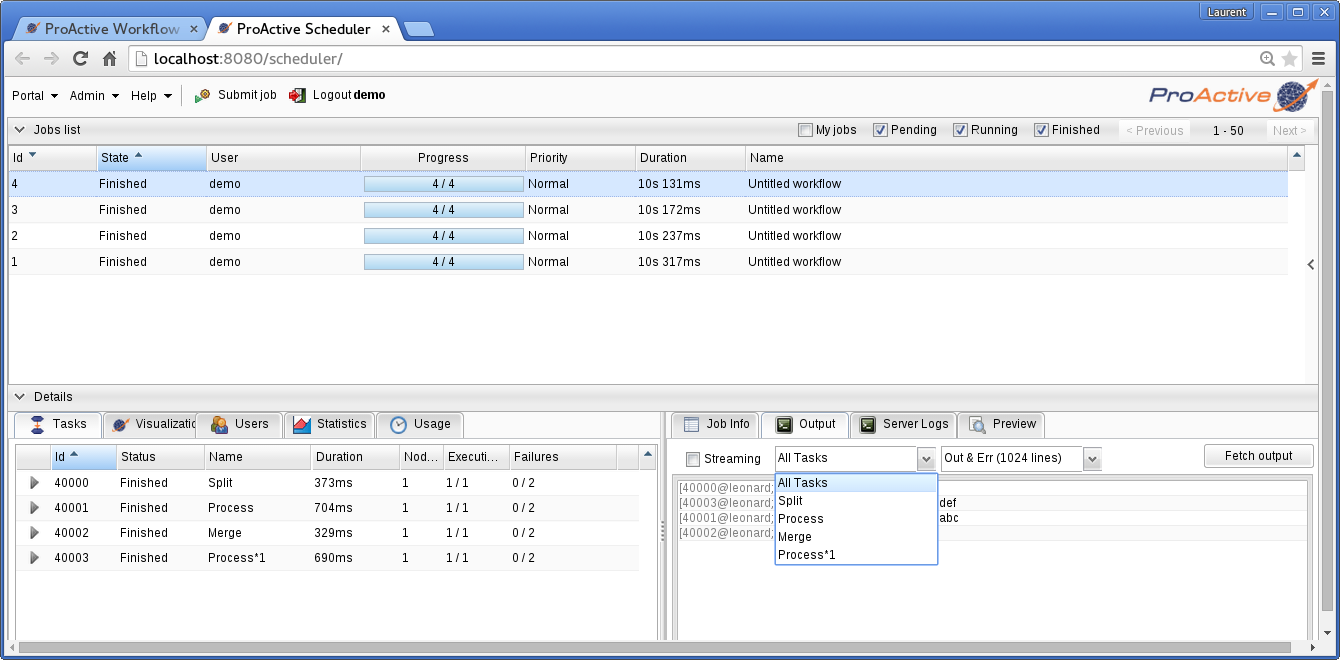 Laurent
ProActive Workflow
ProActive Scheduler
localhost:8080/scheduler/
Portal Admin Help Submit job Logout demo
ProActive
Jobs list My jobs Pending Running Finished < Previous 1 - 50 Next >
Id State User Progress Priority Duration Name
4 Finished demo 4 / 4 Normal 10s 131ms Untitled workflow
3 Finished demo 4 / 4 Normal 10s 172ms Untitled workflow
2 Finished demo 4 / 4 Normal 10s 237ms Untitled workflow
1 Finished demo 4 / 4 Normal 10s 317ms Untitled workflow
Details
Tasks Visualizatio Users Statistics Usage
Id Status Name Duration Nod... Executi... Failures
40000 Finished Split 373ms 1 1 / 1 0 / 2
40001 Finished Process 704ms 1 1 / 1 0 / 2
40002 Finished Merge 329ms 1 1 / 1 0 / 2
40003 Finished Process*1 690ms 1 1 / 1 0 / 2
Job Info Output Server Logs Preview
Streaming All Tasks Out & Err (1024 lines) Fetch output
All Tasks
Split
Process
Merge
Process*1
[40000@leonard;
[40003@leonard; def
[40001@leonard; abc
[40002@leonard;